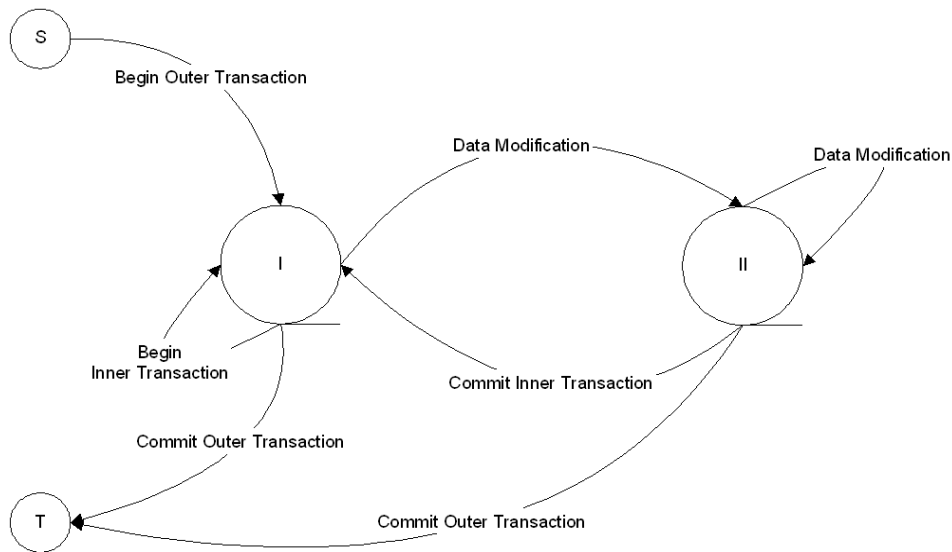 S
Begin Outer Transaction
Data Modification
Data Modification
I
II
Begin
Inner Transaction
Commit Inner Transaction
Commit Outer Transaction
T
Commit Outer Transaction